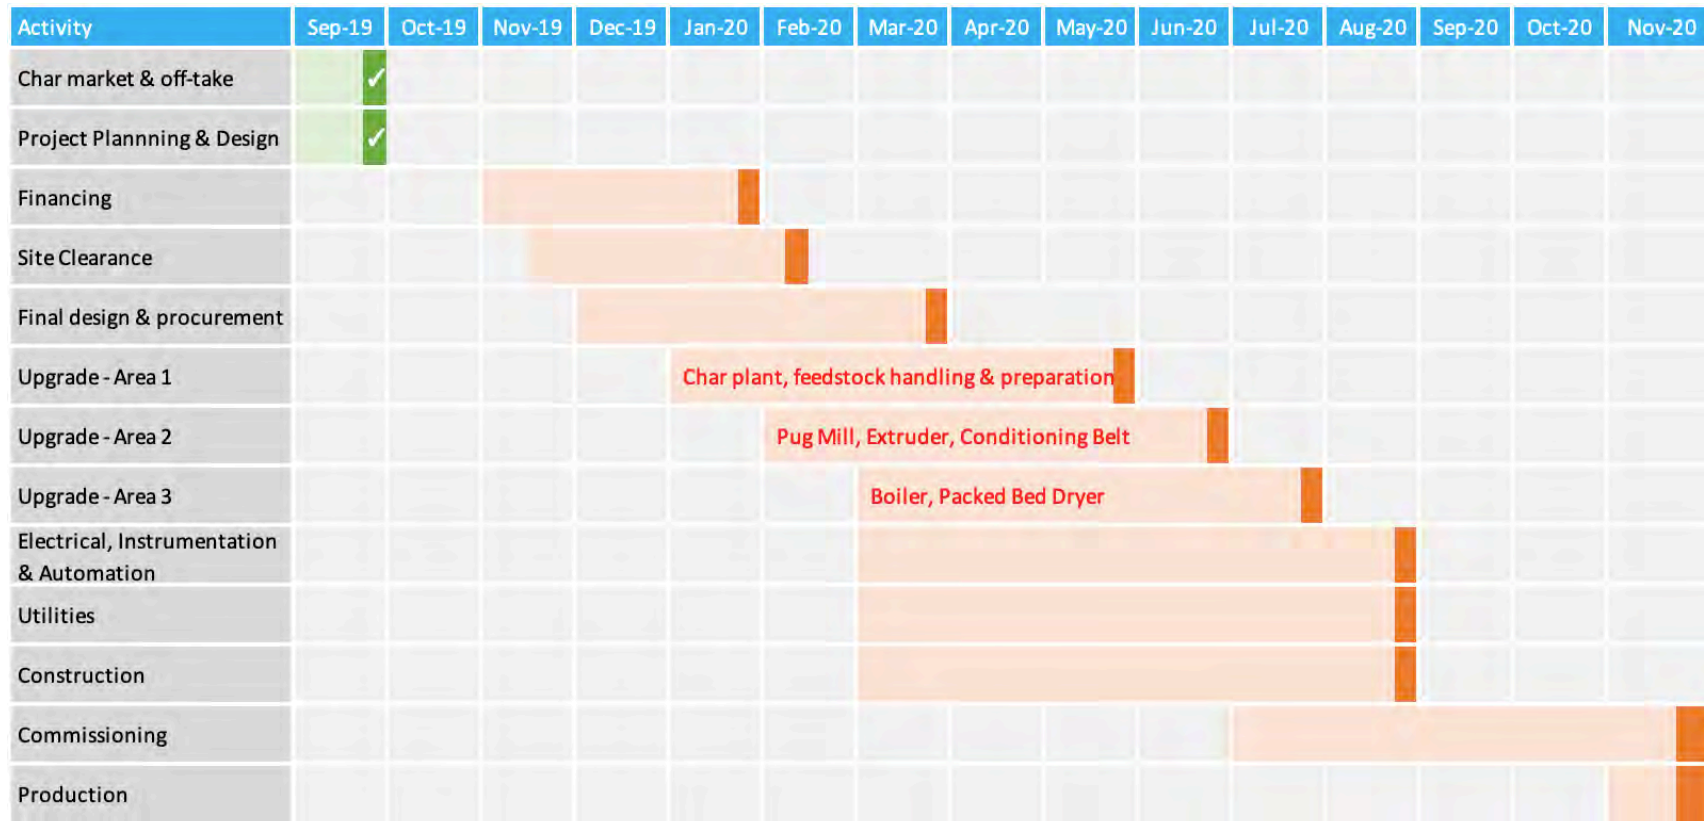 Activity Sep-19 Oct-19 Nov-19 Dec-19 Jan-20 Feb-20 Mar-20 Apr-20 May-20 Jun-20 Jul-20 Aug-20 Sep-20 Oct-20 Nov-20
Char market & off-take ✓
Project Plannning & Design ✓
Financing
Site Clearance
Final design & procurement
Upgrade - Area 1 Char plant, feedstock handling & preparation
Upgrade - Area 2 Pug Mill, Extruder, Conditioning Belt
Upgrade - Area 3 Boiler, Packed Bed Dryer
Electrical, Instrumentation
& Automation
Utilities
Construction
Commissioning
Production